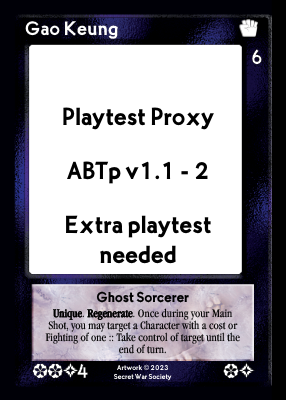 Gao Keung
6
Playtest Proxy
ABTp v1.1 - 2
Extra playtest
needed
Ghost Sorcerer
Unique. Regenerate. Once during your Main
Shot, you may target a Character with a cost or
Fighting of one :: Take control of target until the
end of turn.
4
Artwork © 2023
Secret War Society